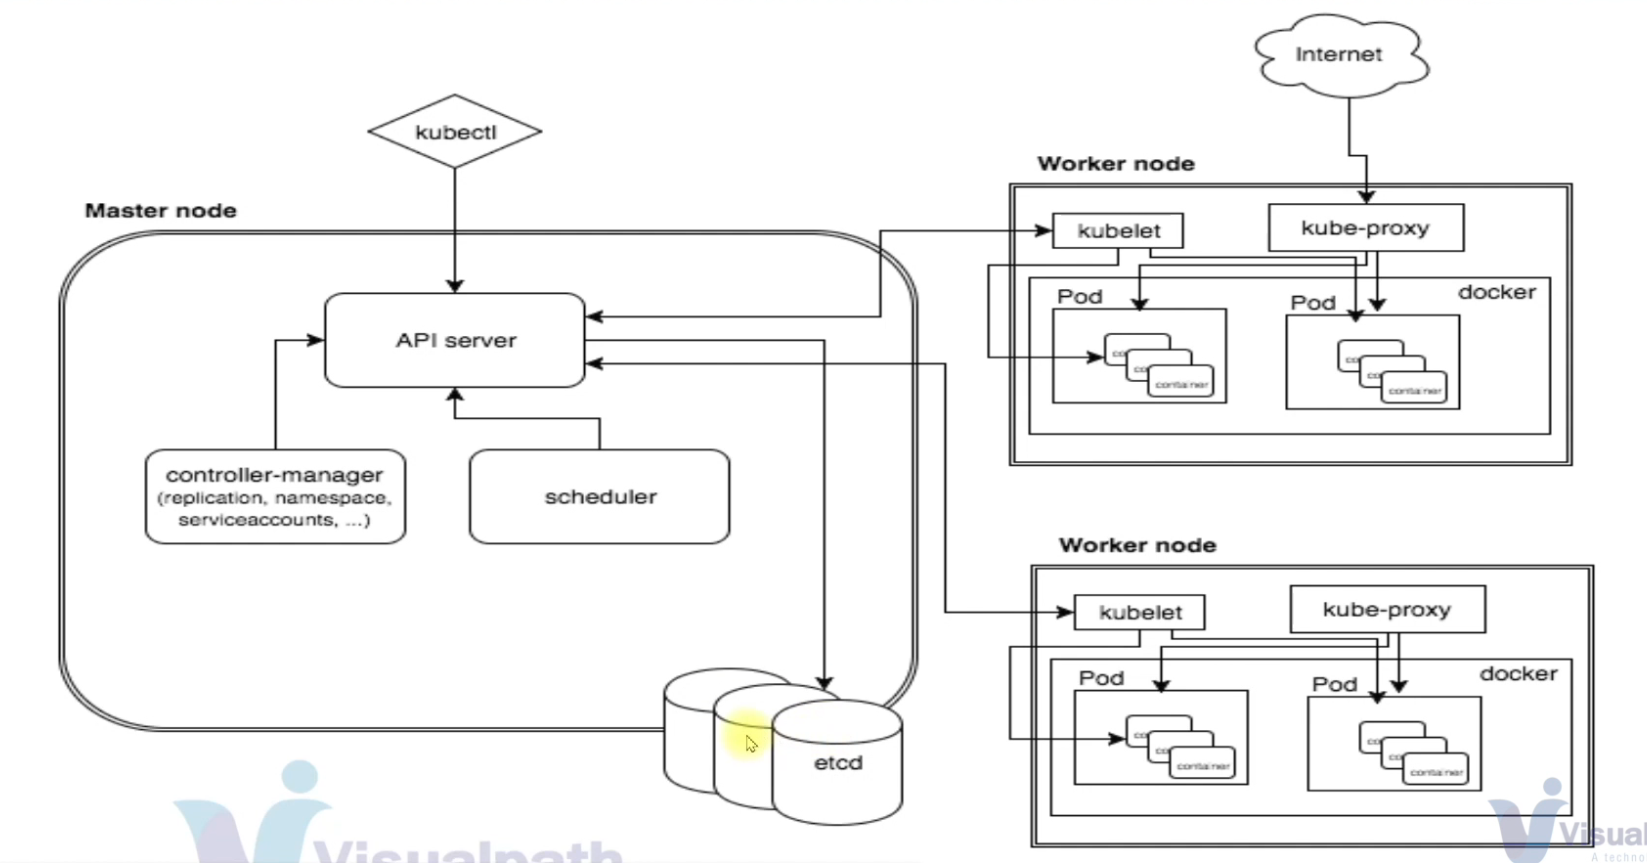 Internet
kubectl
Worker node
Master node
kubelet
kube-proxy
Pod
docker
Pod
API server
container
container
controller-manager
(replication, namespace,
serviceaccounts, ...)
scheduler
Worker node
kubelet
kube-proxy
Pod
docker
Pod
etcd
container
container
Visualpath
Visual
A techno